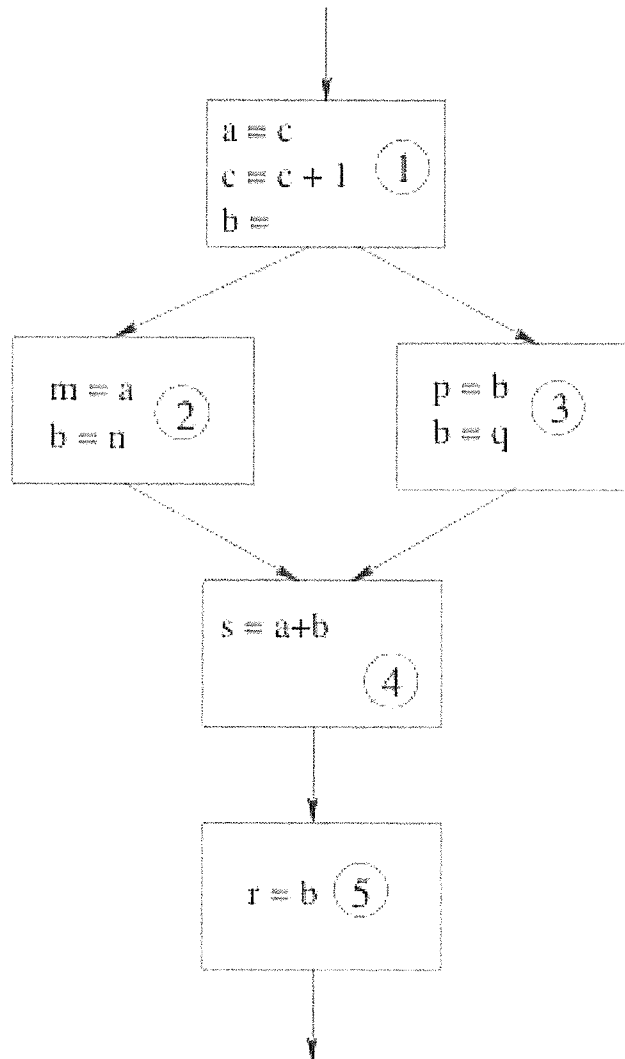 a = c
c = c + 1
b =
1
m = a
b = n
2
p = b
b = q
3
s = a+b
4
r = b
5